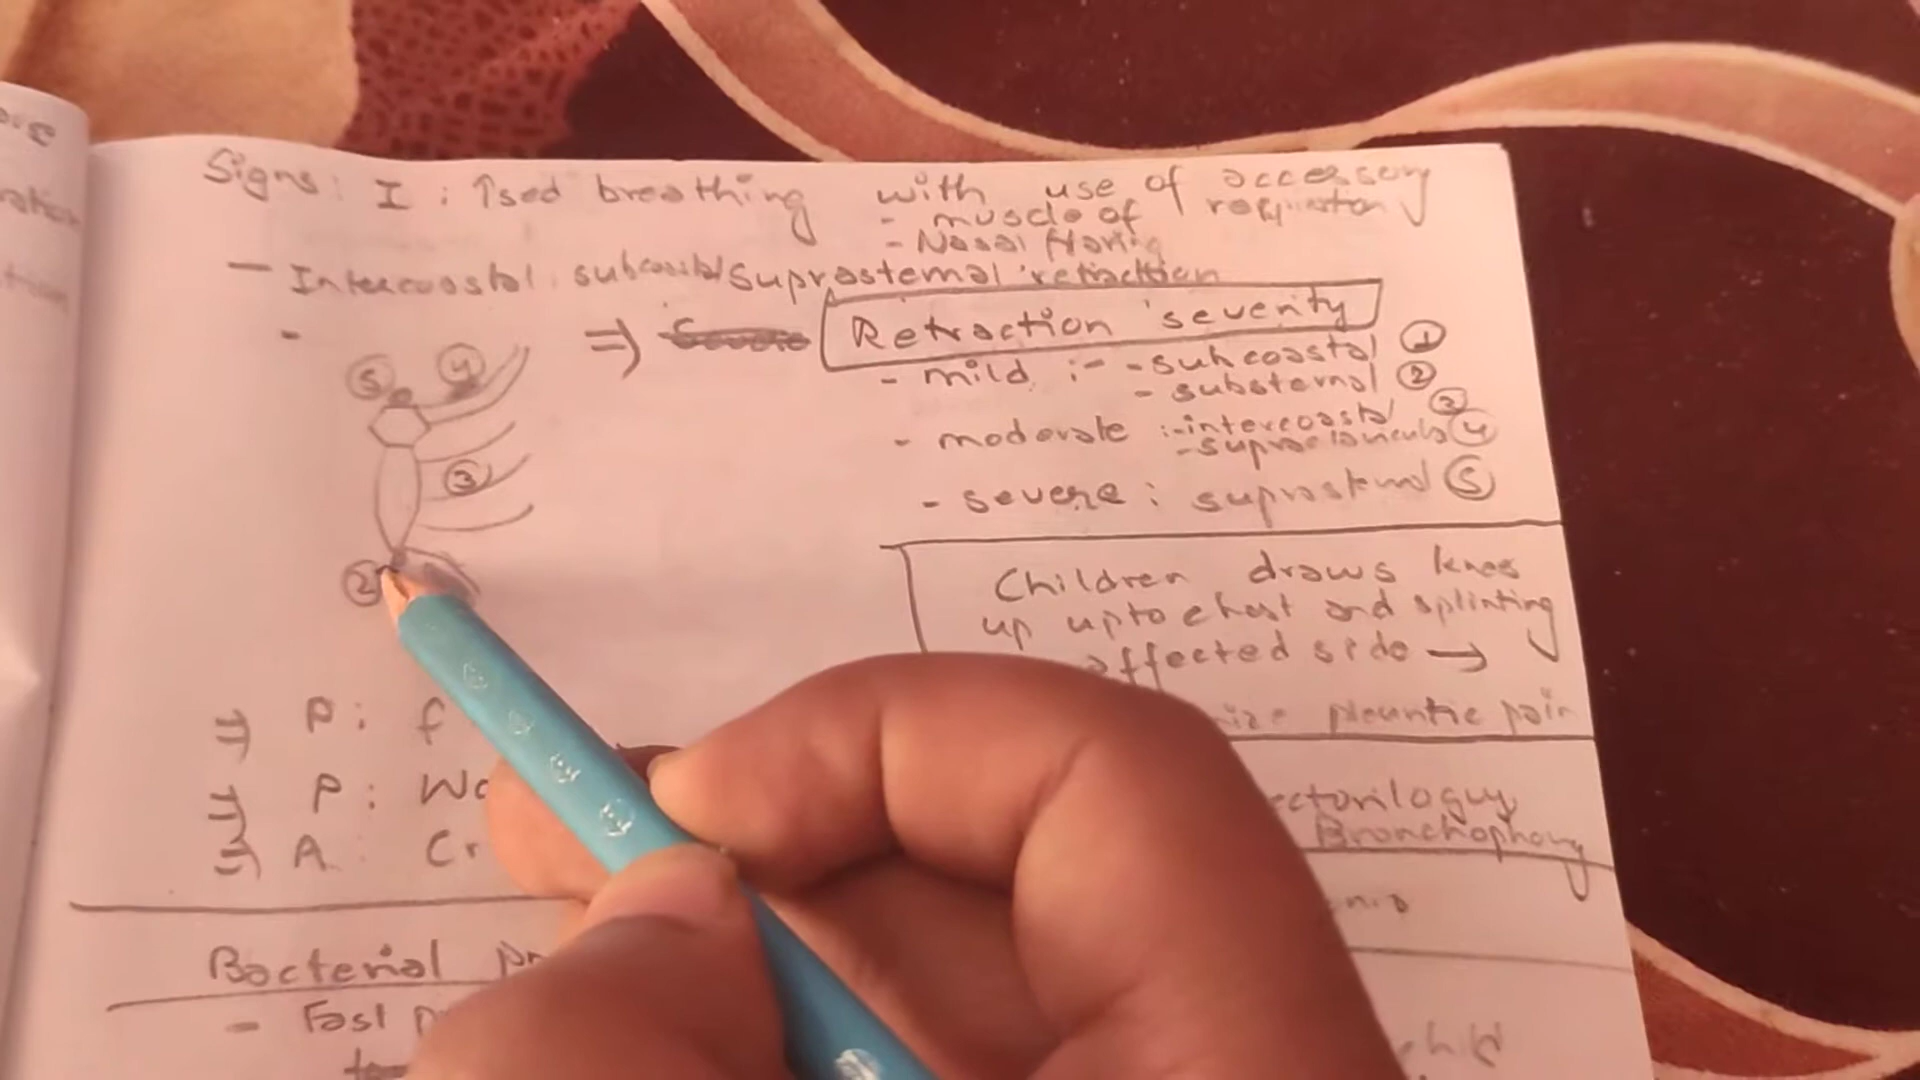 Signs: I : ↑sed breathing with use of accessory
- muscle of respiration
- Nasal flaring
- Intercoastal, subcostal/suprasternal retraction
-
⇒ Retraction severity
- mild :- - subcoastal ①
- substernal ②
- moderate :- intercoastal ③
- supraclavicular ④
- severe : suprasternal ⑤
⑤ ④
③
②
Children draws knees
up upto chest and splinting
affected side →
pleuritic pain
⇒ P: f
⇒ P: Wo
⇒ A: Cr
Bronchophony
Bacterial
- Fast